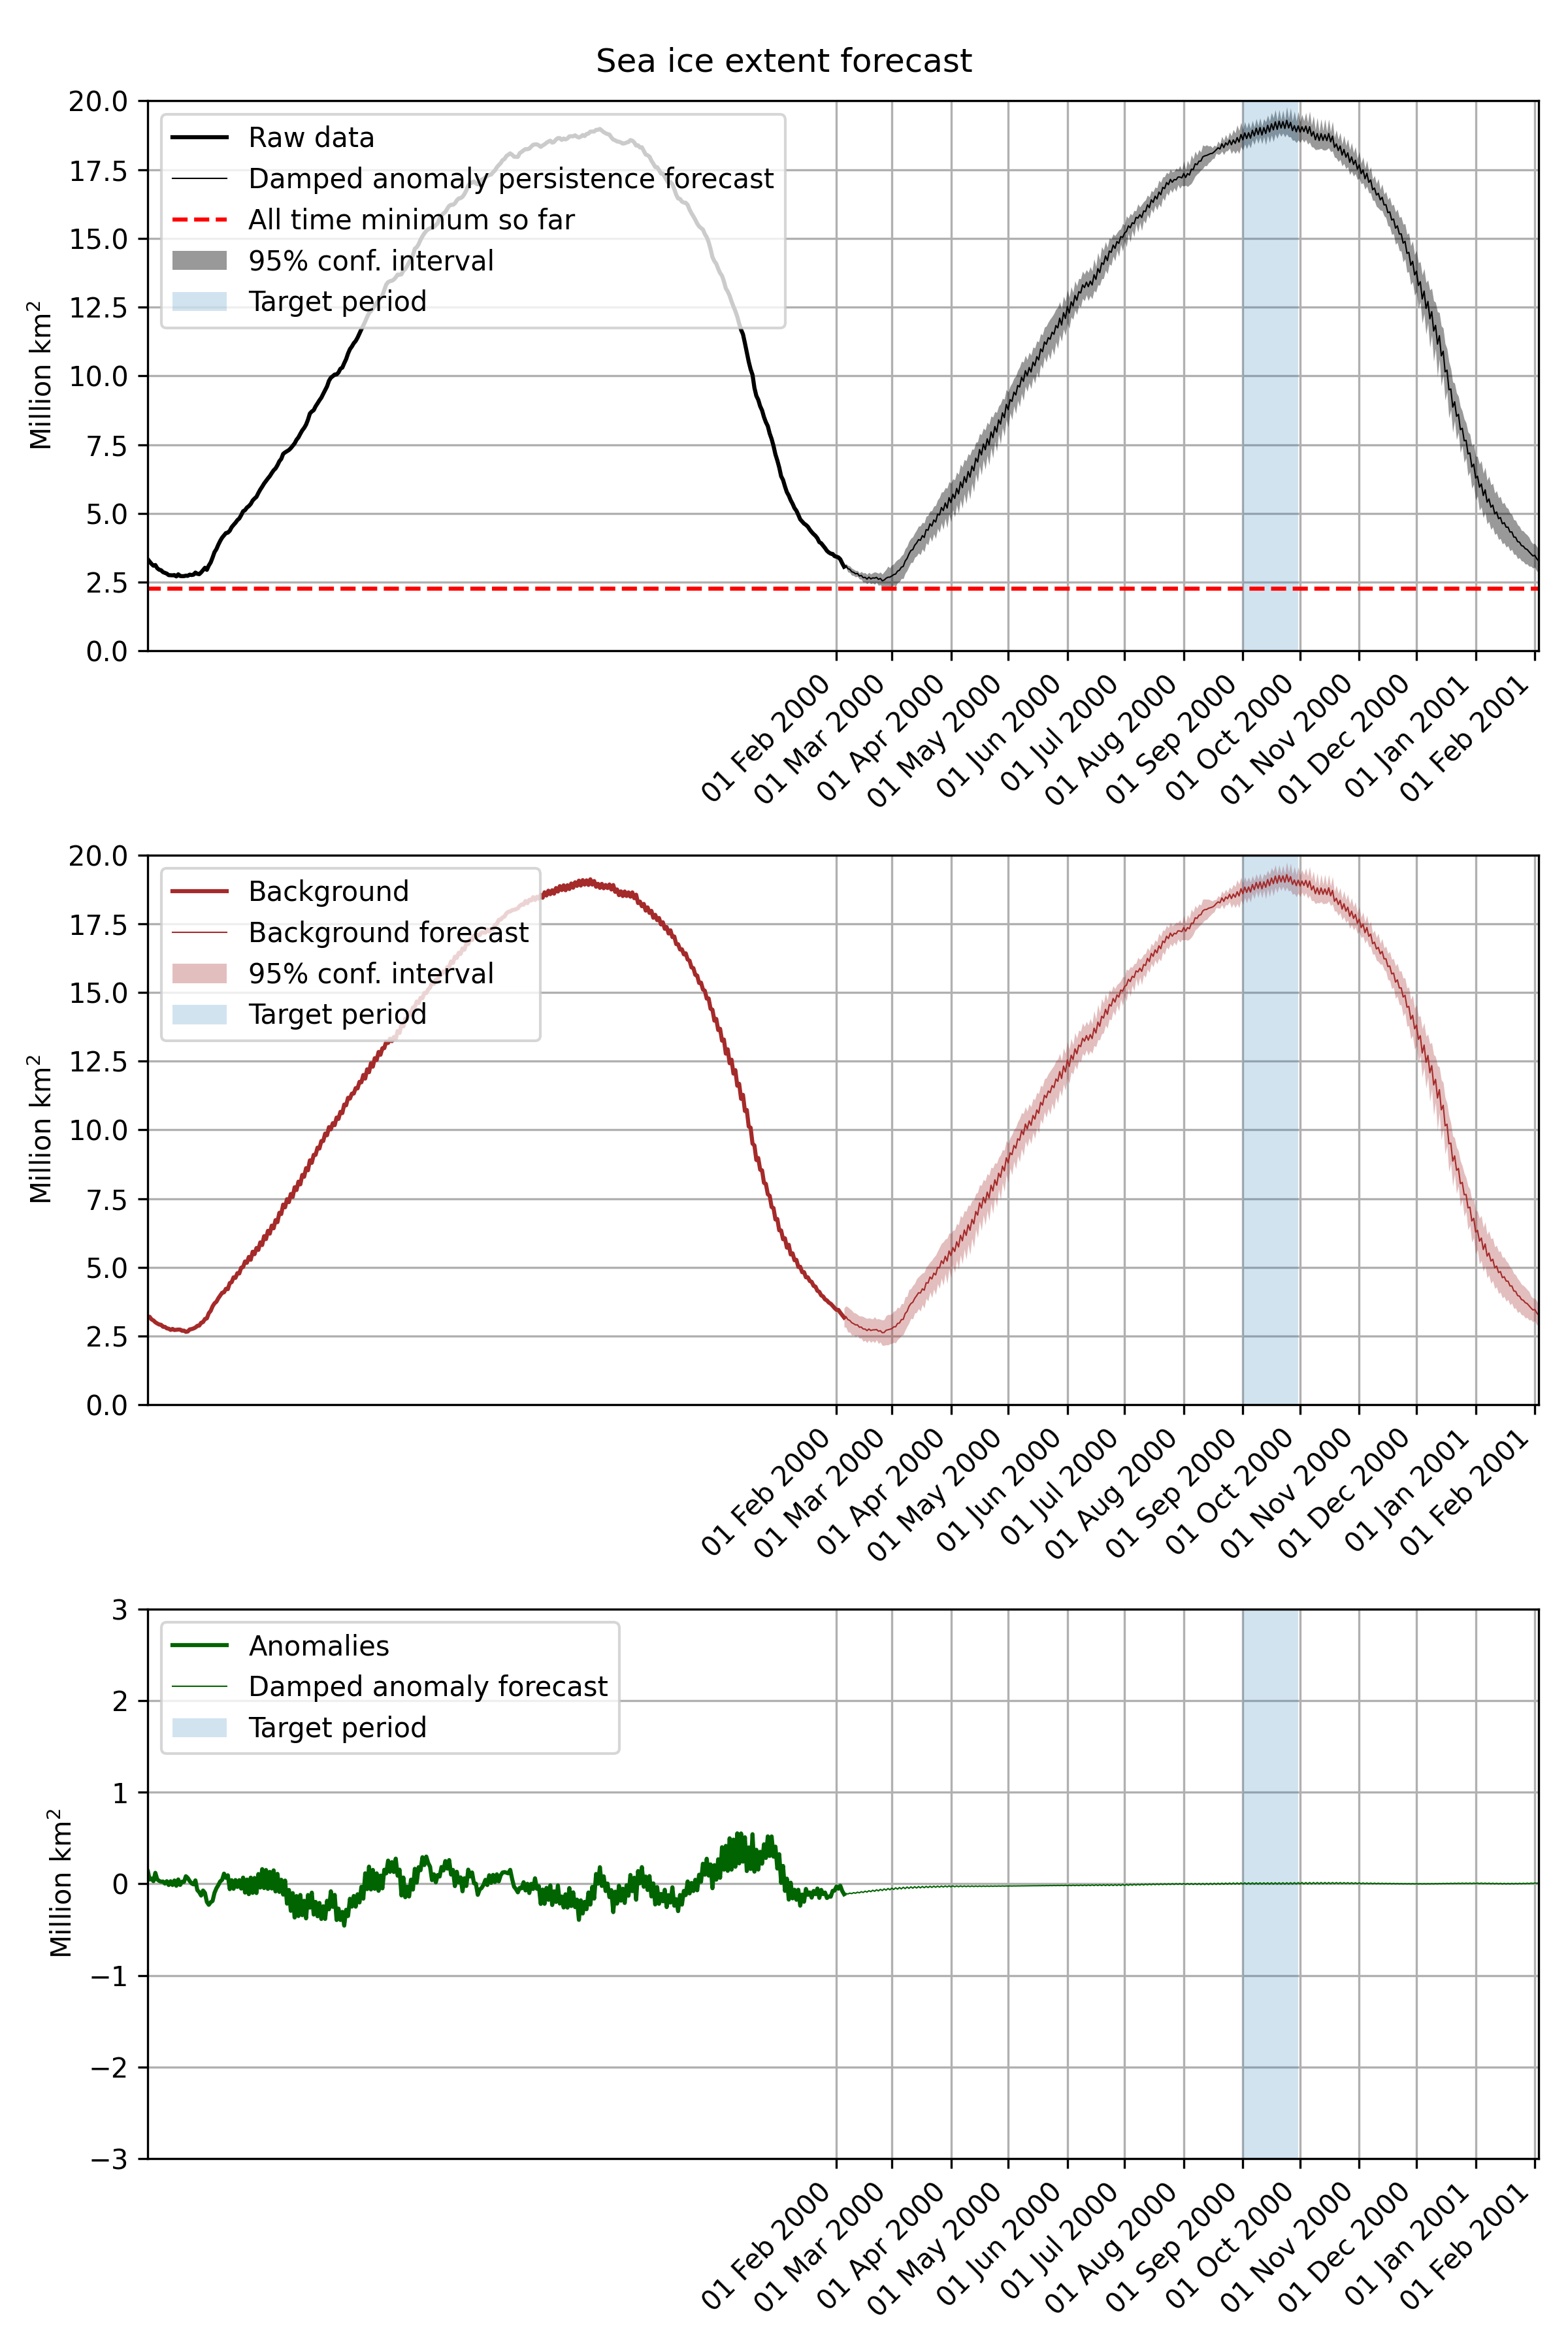 Sea ice extent forecast
20.0
17.5
15.0
12.5
10.0
7.5
5.0
2.5
0.0
Million km²
Raw data
Damped anomaly persistence forecast
All time minimum so far
95% conf. interval
Target period
01 Feb 2000
01 Mar 2000
01 Apr 2000
01 May 2000
01 Jun 2000
01 Jul 2000
01 Aug 2000
01 Sep 2000
01 Oct 2000
01 Nov 2000
01 Dec 2000
01 Jan 2001
01 Feb 2001
20.0
17.5
15.0
12.5
10.0
7.5
5.0
2.5
0.0
Million km²
Background
Background forecast
95% conf. interval
Target period
01 Feb 2000
01 Mar 2000
01 Apr 2000
01 May 2000
01 Jun 2000
01 Jul 2000
01 Aug 2000
01 Sep 2000
01 Oct 2000
01 Nov 2000
01 Dec 2000
01 Jan 2001
01 Feb 2001
3
2
1
0
−1
−2
−3
Million km²
Anomalies
Damped anomaly forecast
Target period
01 Feb 2000
01 Mar 2000
01 Apr 2000
01 May 2000
01 Jun 2000
01 Jul 2000
01 Aug 2000
01 Sep 2000
01 Oct 2000
01 Nov 2000
01 Dec 2000
01 Jan 2001
01 Feb 2001